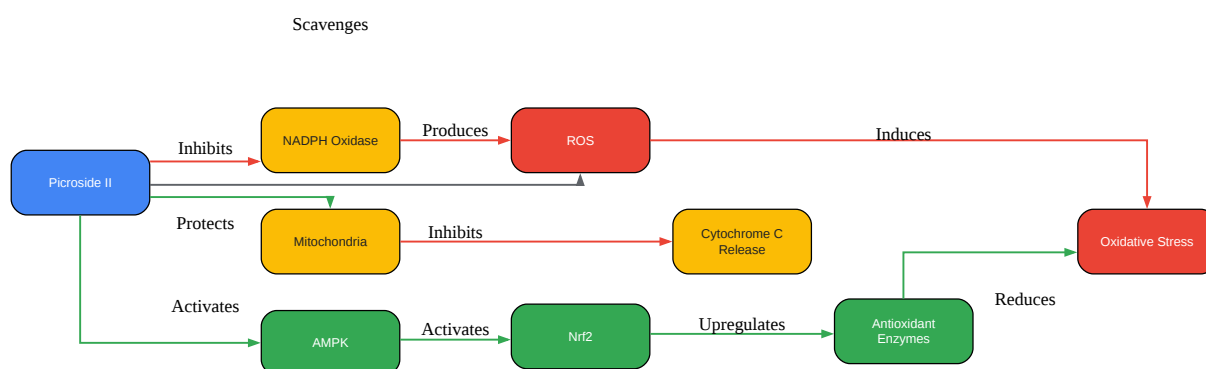 Scavenges
NADPH Oxidase
Produces
ROS
Induces
Inhibits
Picroside II
Protects
Mitochondria
Inhibits
Cytochrome C
Release
Oxidative Stress
Activates
AMPK
Activates
Nrf2
Upregulates
Antioxidant
Enzymes
Reduces